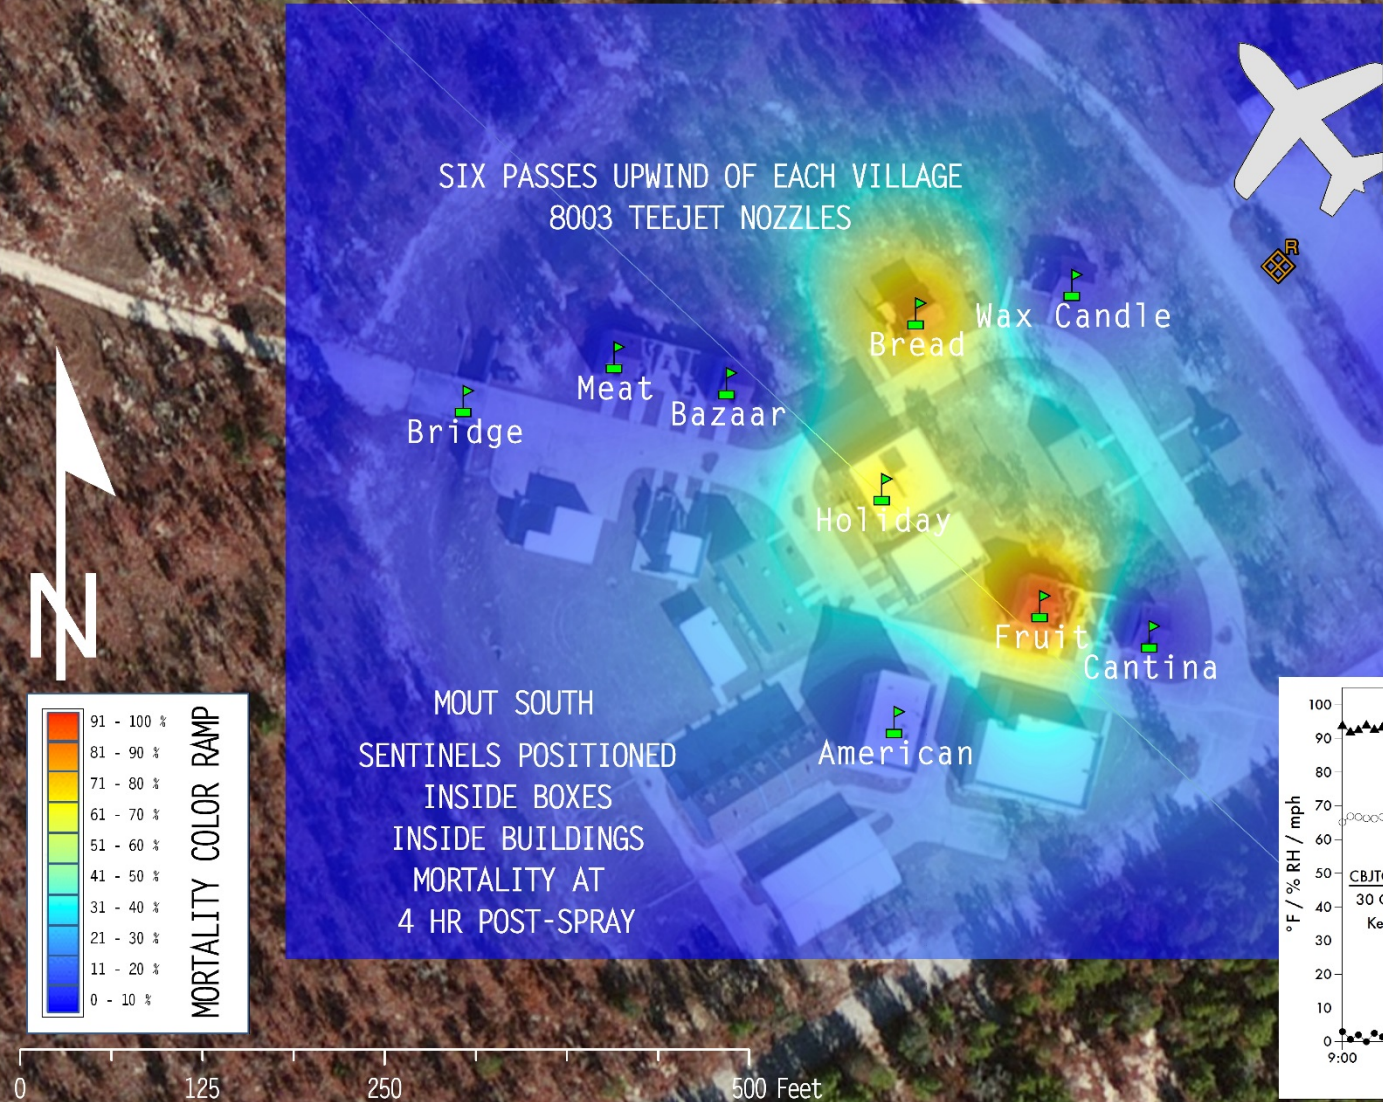 SIX PASSES UPWIND OF EACH VILLAGE
8003 TEEJET NOZZLES
R
Wax Candle
Bread
Meat
Bazaar
Bridge
Holiday
Fruit
Cantina
American
N
MOUT SOUTH
SENTINELS POSITIONED
INSIDE BOXES
INSIDE BUILDINGS
MORTALITY AT
4 HR POST-SPRAY
MORTALITY COLOR RAMP
91 - 100 %
81 - 90 %
71 - 80 %
61 - 70 %
51 - 60 %
41 - 50 %
31 - 40 %
21 - 30 %
11 - 20 %
0 - 10 %
0 125 250 500 Feet
°F / % RH / mph
100
90
80
70
60
50
40
30
20
10
0
9:00
30